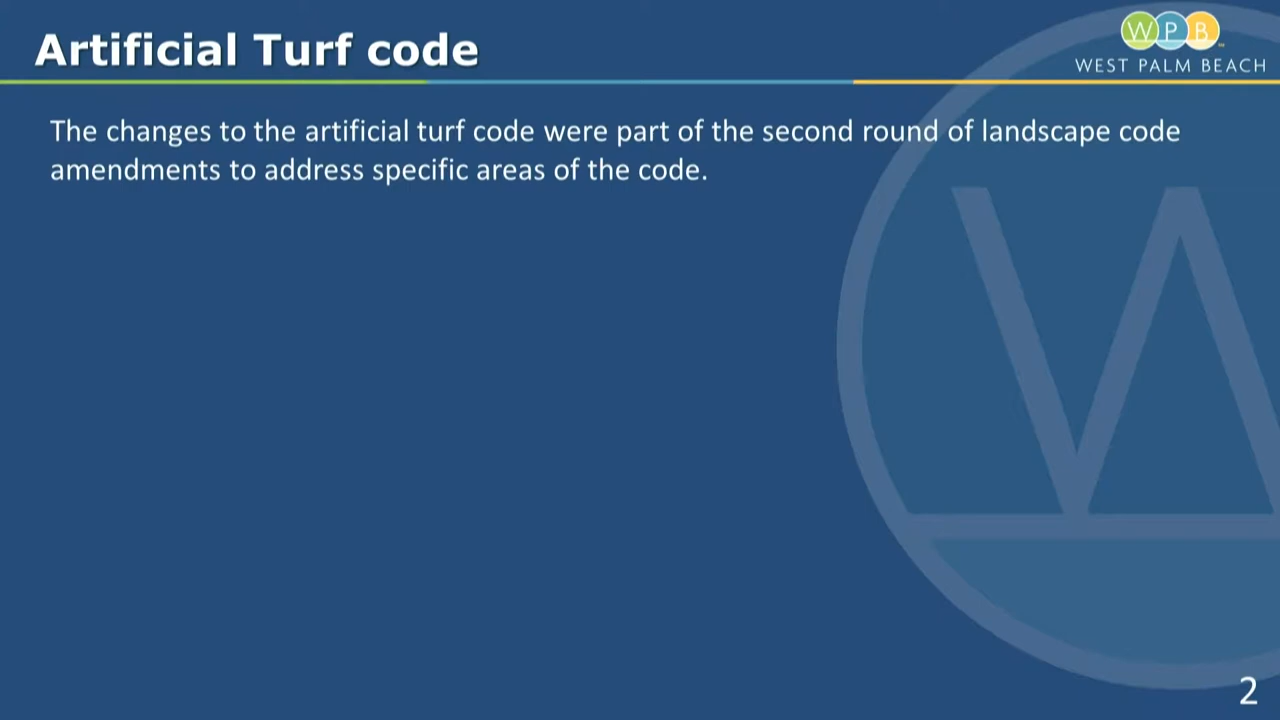 Artificial Turf code
WPB
WEST PALM BEACH
The changes to the artificial turf code were part of the second round of landscape code
amendments to address specific areas of the code.
W
2